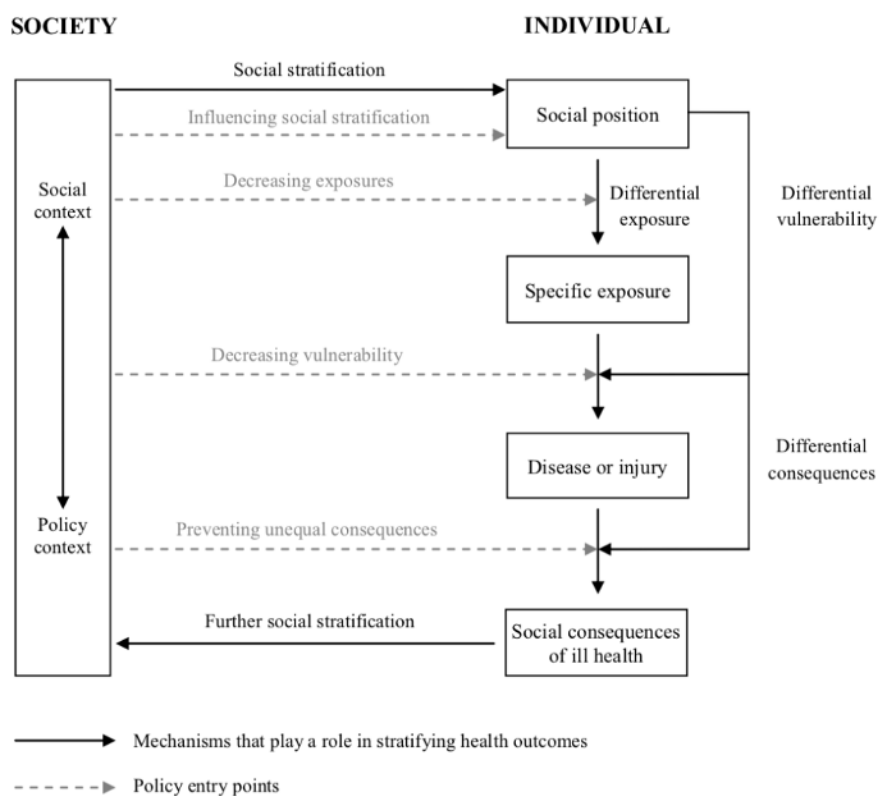 SOCIETY
INDIVIDUAL
Social stratification
Influencing social stratification
Social position
Decreasing exposures
Social
context
Differential
exposure
Differential
vulnerability
Specific exposure
Decreasing vulnerability
Disease or injury
Differential
consequences
Policy
context
Preventing unequal consequences
Further social stratification
Social consequences
of ill health
Mechanisms that play a role in stratifying health outcomes
Policy entry points